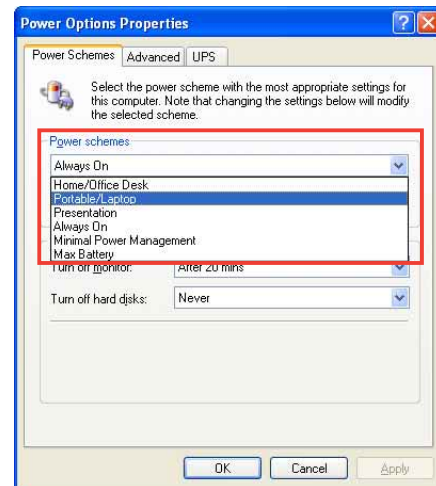 Power Options Properties
Power Schemes Advanced UPS
Select the power scheme with the most appropriate settings for
this computer. Note that changing the settings below will modify
the selected scheme.
Power schemes
Always On
Home/Office Desk
Portable/Laptop
Presentation
Always On
Minimal Power Management
Max Battery
Turn off monitor: After 20 mins
Turn off hard disks: Never
OK Cancel Apply